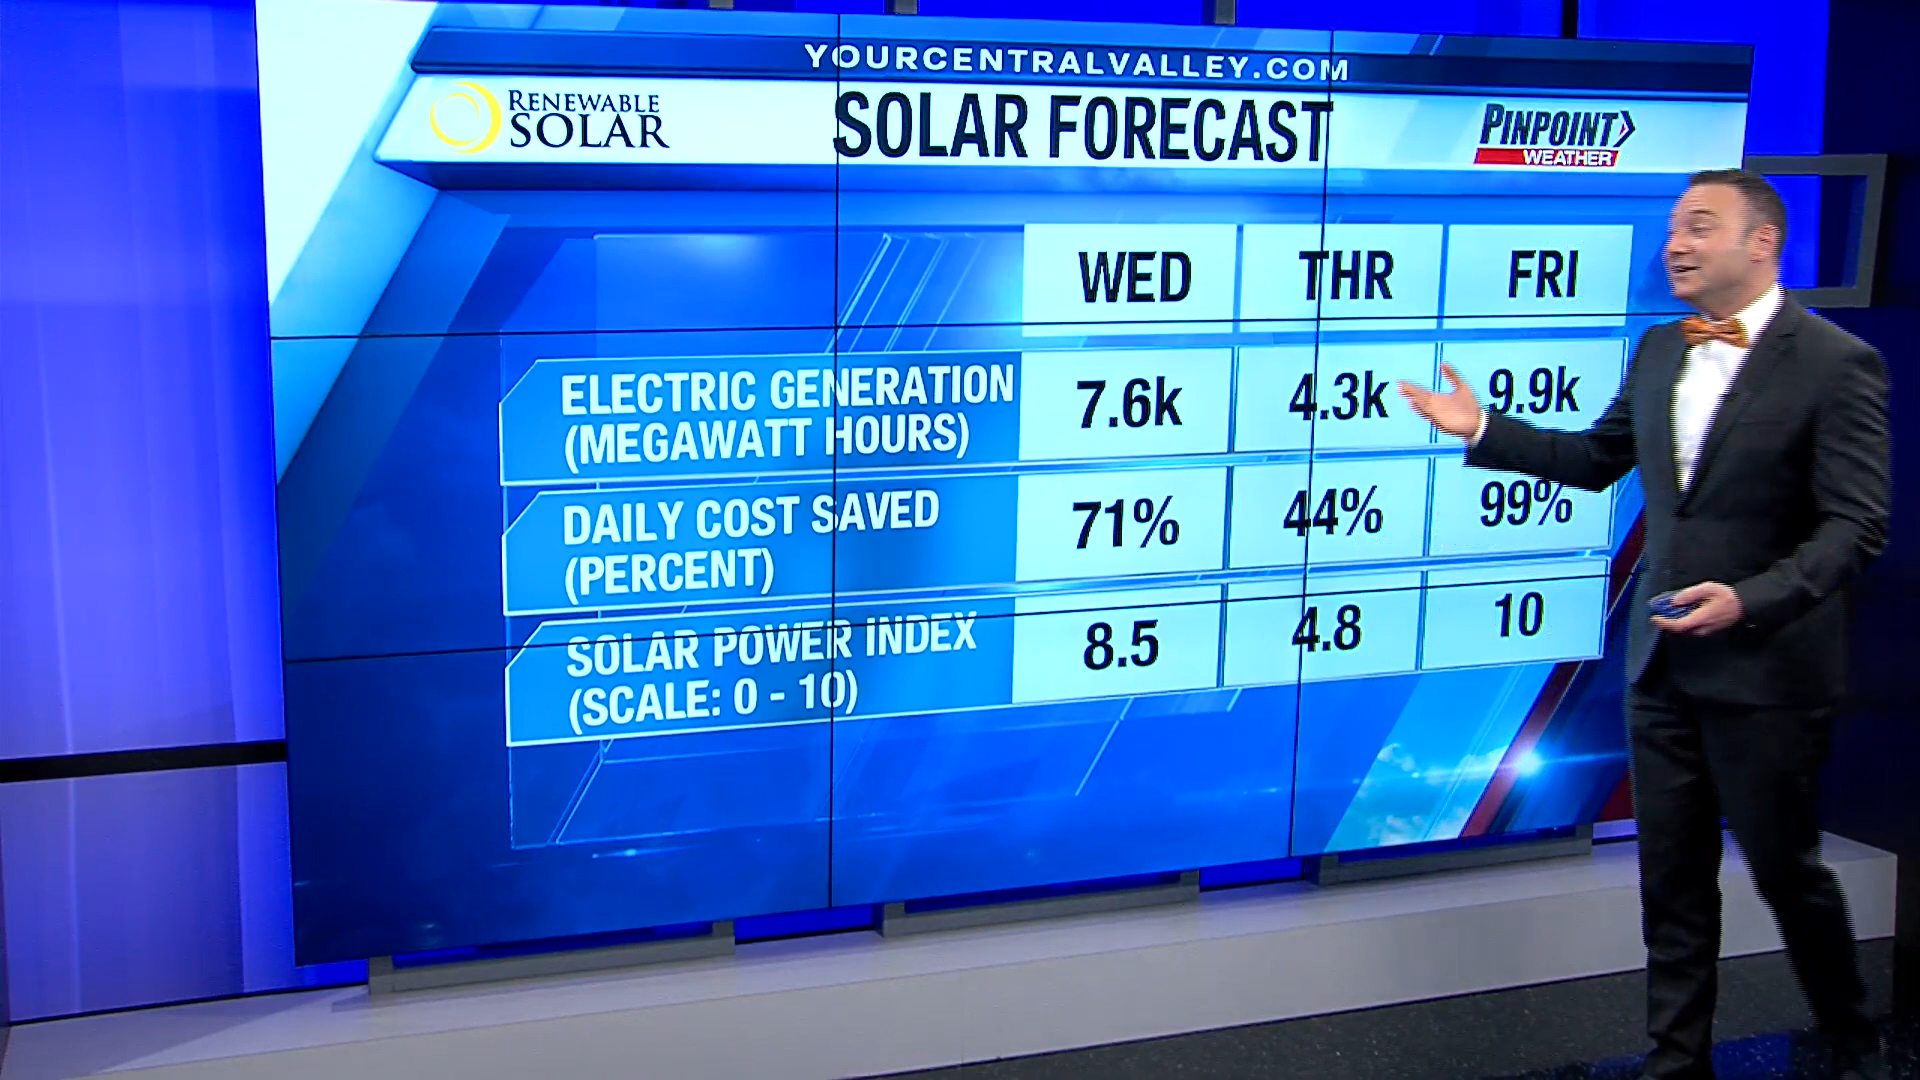 YOURCENTRALVALLEY.COM
RENEWABLE
SOLAR
SOLAR FORECAST
PINPOINT
WEATHER
WED THR FRI
ELECTRIC GENERATION
(MEGAWATT HOURS)
7.6k 4.3k 9.9k
DAILY COST SAVED
(PERCENT)
71% 44% 99%
SOLAR POWER INDEX
(SCALE: 0 - 10)
8.5 4.8 10